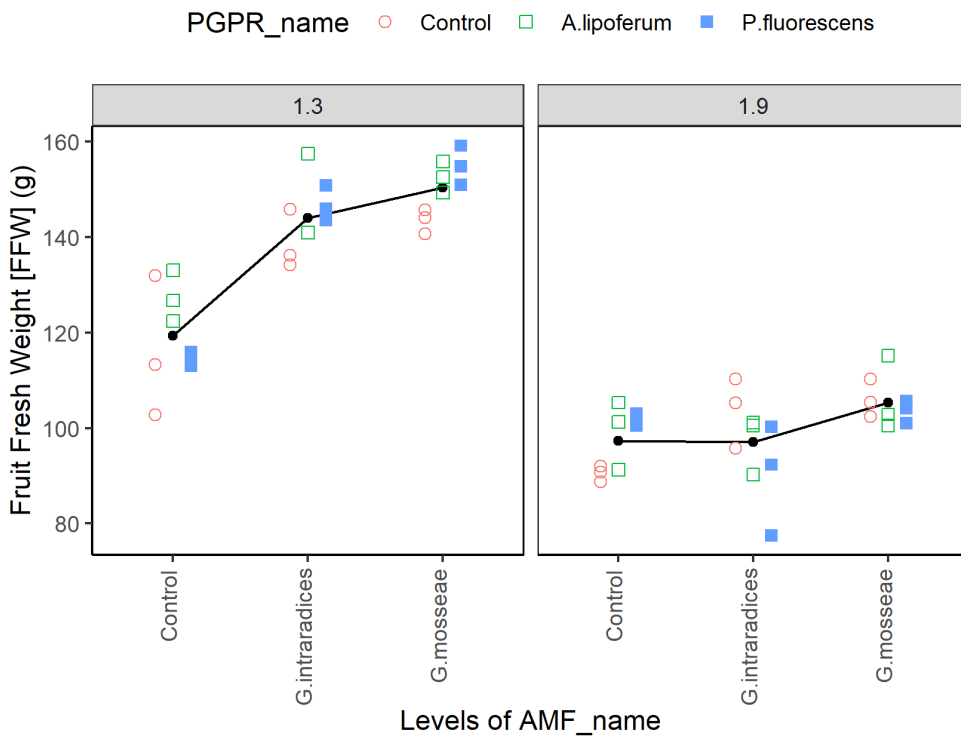 PGPR_name Control A.lipoferum P.fluorescens
1.3 1.9
Fruit Fresh Weight [FFW] (g)
160
140
120
100
80
Control G.intraradices G.mosseae Control G.intraradices G.mosseae
Levels of AMF_name